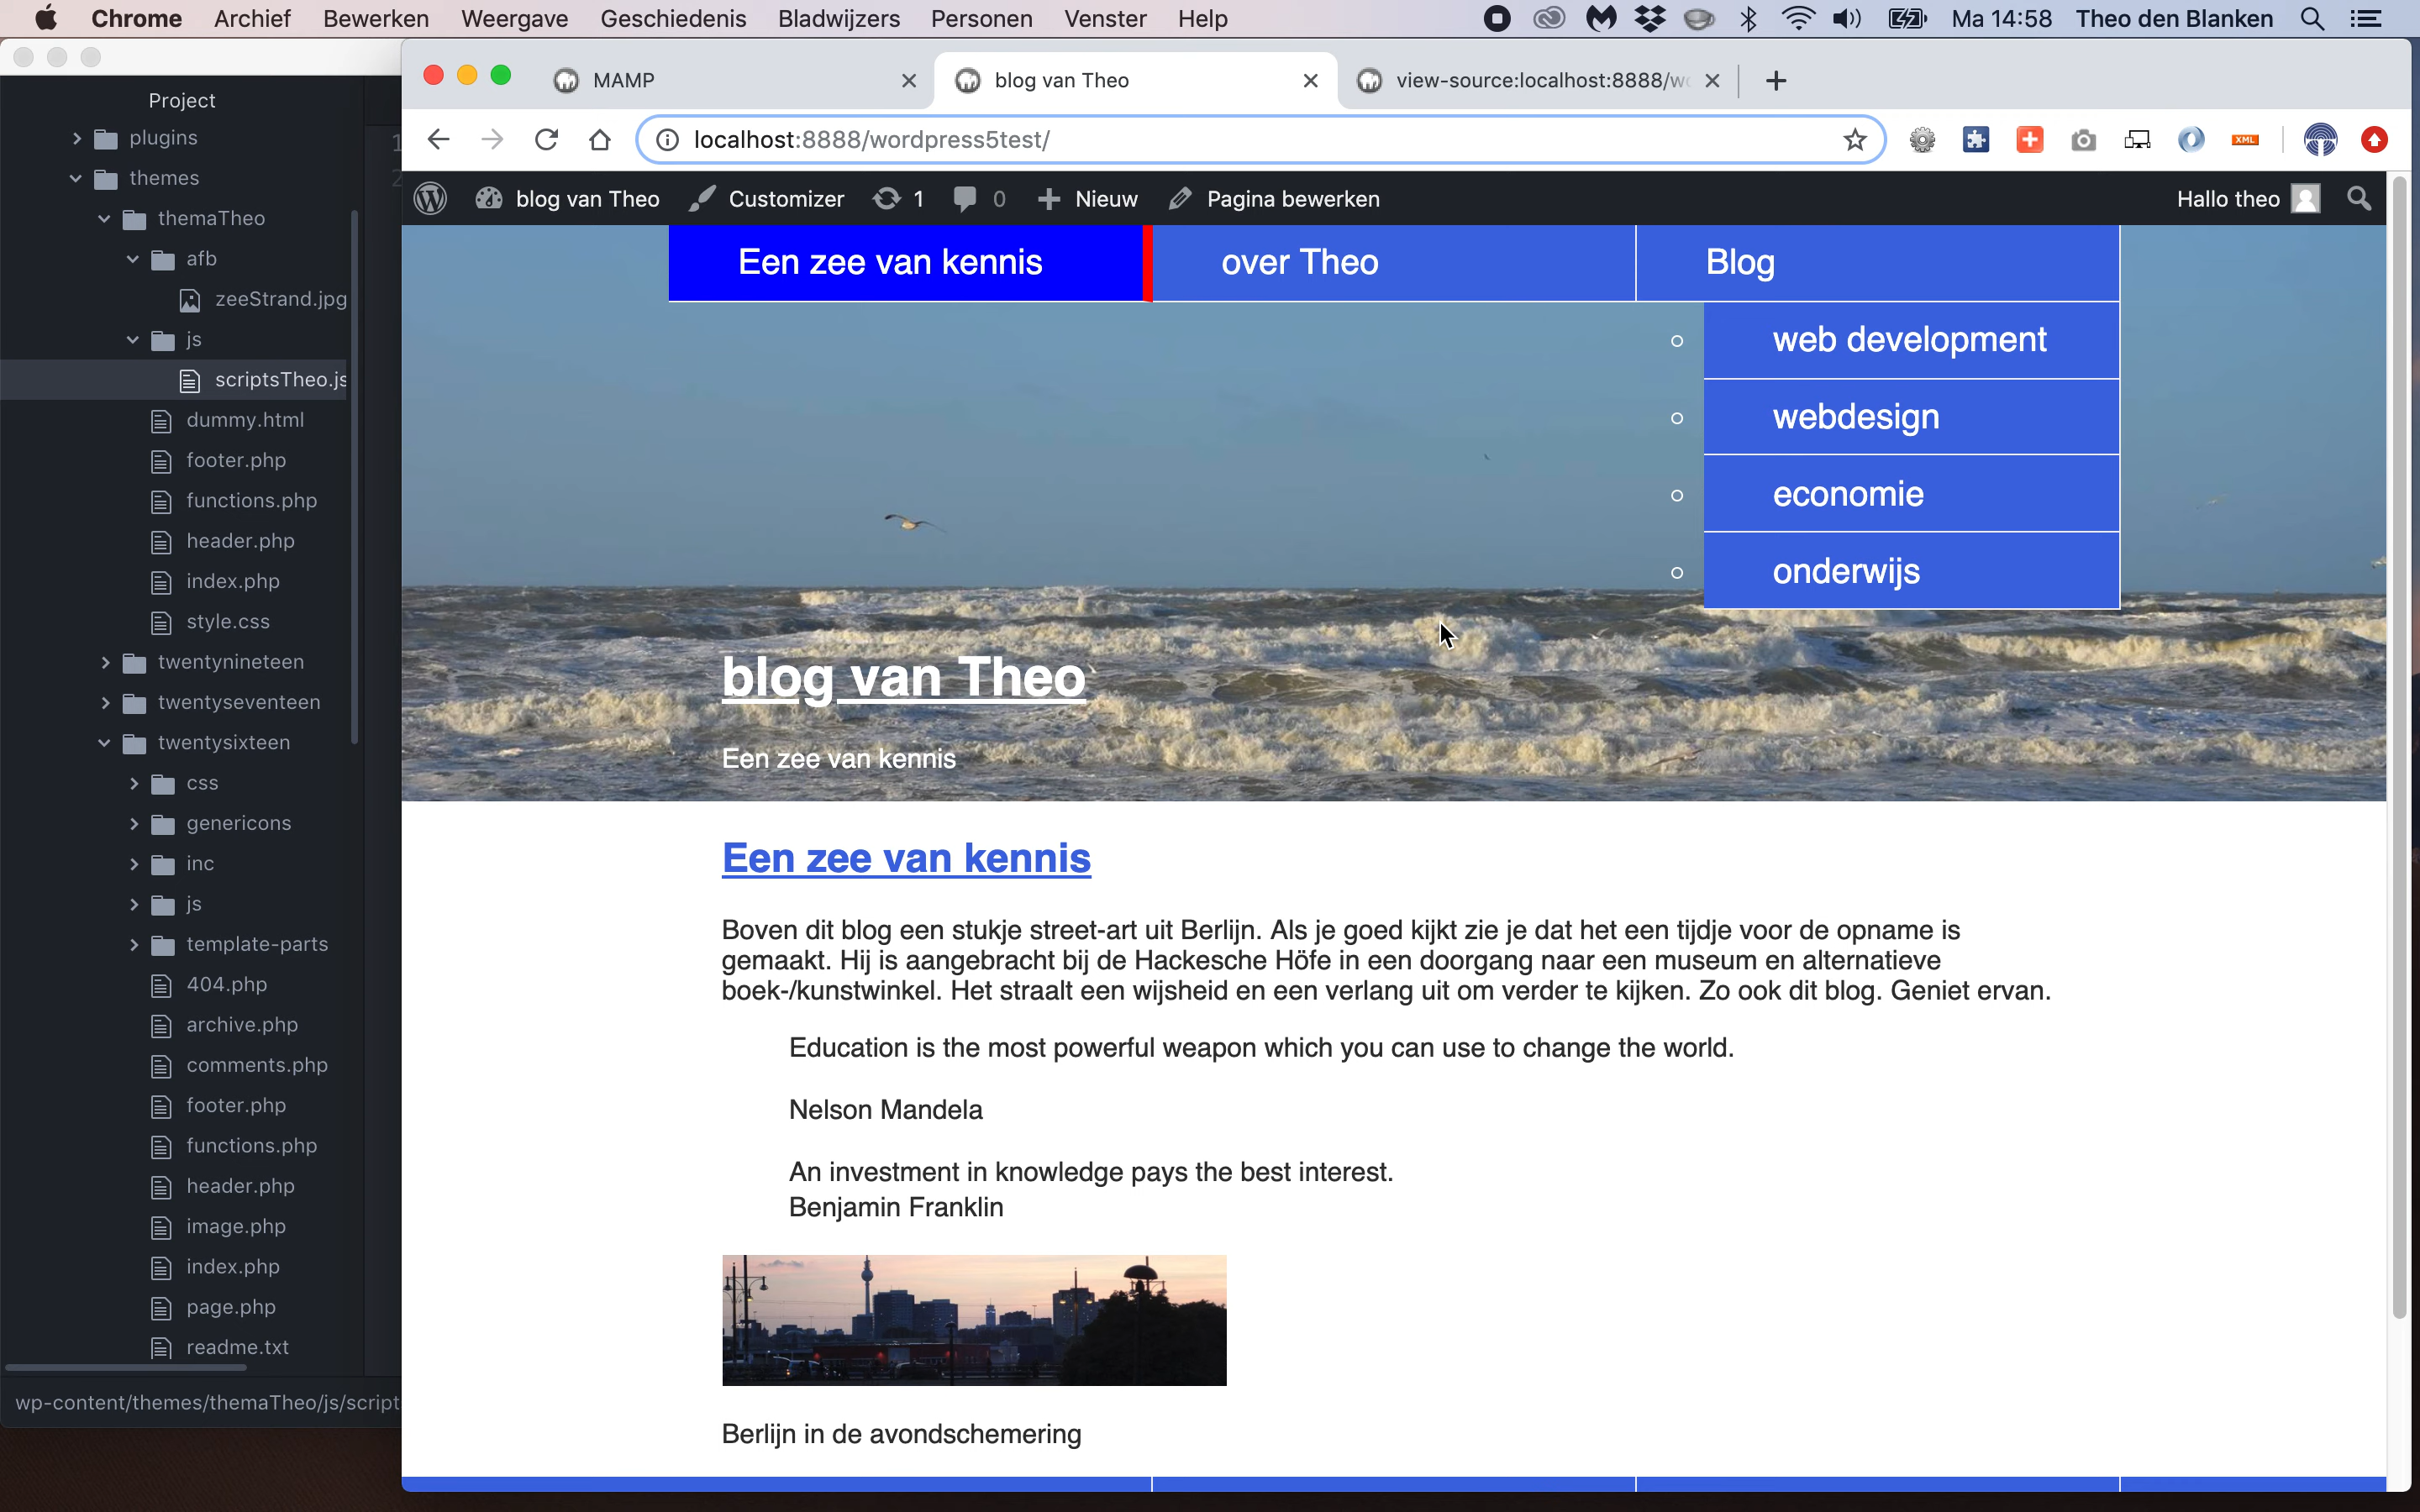 Chrome Archief Bewerken Weergave Geschiedenis Bladwijzers Personen Venster Help Ma 14:58 Theo den Blanken
MAMP blog van Theo view-source:localhost:8888/w
localhost:8888/wordpress5test/ XML
blog van Theo Customizer 1 0 Nieuw Pagina bewerken Hallo theo
Project
plugins
themes
themaTheo
afb
zeeStrand.jpg
js
scriptsTheo.js
dummy.html
footer.php
functions.php
header.php
index.php
style.css
twentynineteen
twentyseventeen
twentysixteen
css
genericons
inc
js
template-parts
404.php
archive.php
comments.php
footer.php
functions.php
header.php
image.php
index.php
page.php
readme.txt
wp-content/themes/themaTheo/js/script
1
2
Een zee van kennis over Theo Blog
web development
webdesign
economie
onderwijs
blog van Theo
Een zee van kennis
Een zee van kennis
Boven dit blog een stukje street-art uit Berlijn. Als je goed kijkt zie je dat het een tijdje voor de opname is
gemaakt. Hij is aangebracht bij de Hackesche Höfe in een doorgang naar een museum en alternatieve
boek-/kunstwinkel. Het straalt een wijsheid en een verlang uit om verder te kijken. Zo ook dit blog. Geniet ervan.
Education is the most powerful weapon which you can use to change the world.
Nelson Mandela
An investment in knowledge pays the best interest.
Benjamin Franklin
Berlijn in de avondschemering